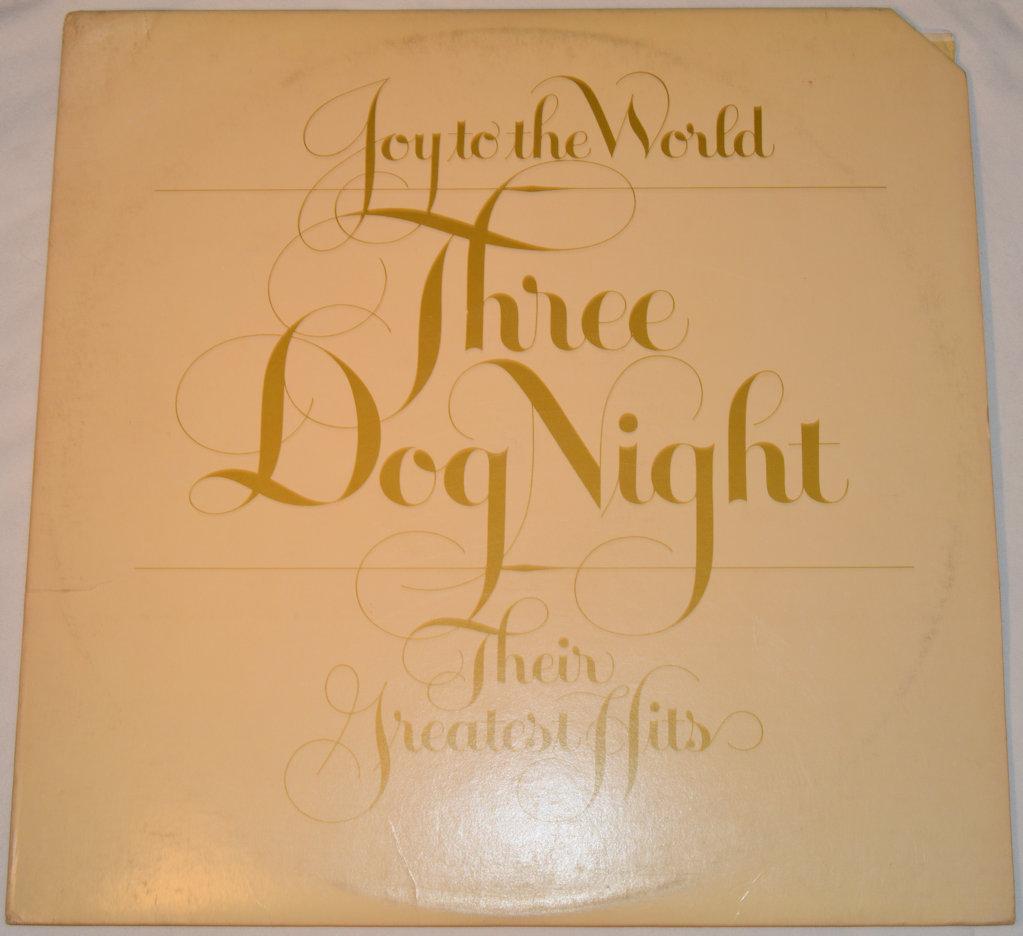 Joy to the World
Three
Dog Night
Their
Greatest Hits